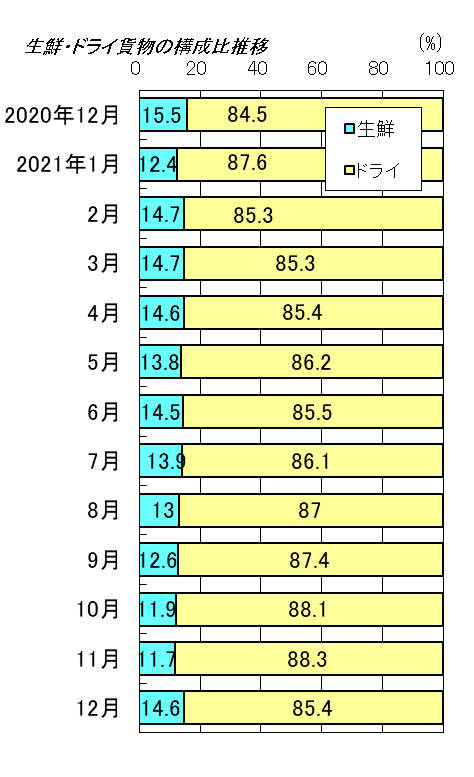 生鮮・ドライ貨物の構成比推移
(%)
0 20 40 60 80 100
2020年12月 15.5 84.5
生鮮
2021年1月 12.4 87.6
ドライ
2月 14.7 85.3
3月 14.7 85.3
4月 14.6 85.4
5月 13.8 86.2
6月 14.5 85.5
7月 13.9 86.1
8月 13 87
9月 12.6 87.4
10月 11.9 88.1
11月 11.7 88.3
12月 14.6 85.4